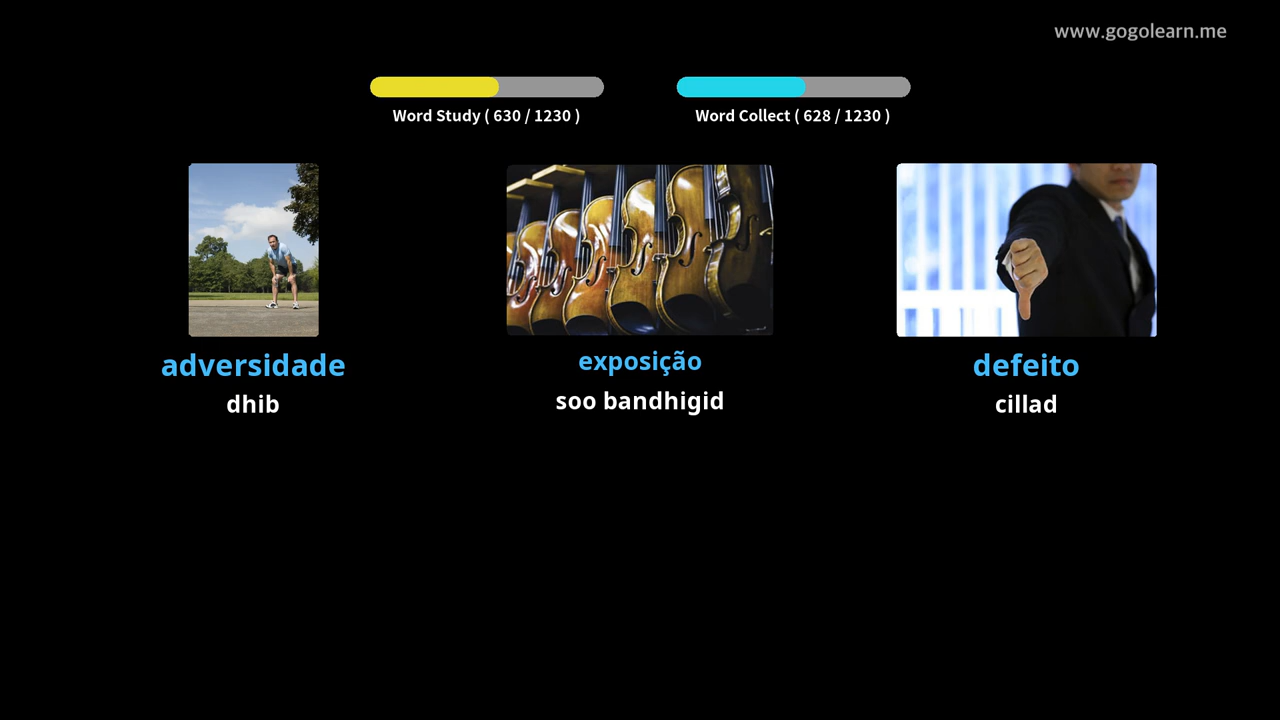 www.gogolearn.me
Word Study ( 630 / 1230 )
Word Collect ( 628 / 1230 )
adversidade
dhib
exposição
soo bandhigid
defeito
cillad